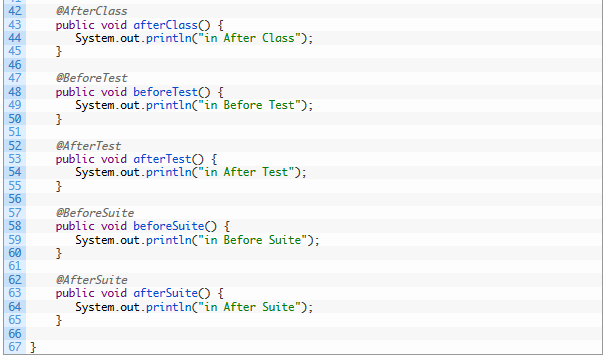 42 @AfterClass
43 public void afterClass() {
44 System.out.println("in After Class");
45 }
46
47 @BeforeTest
48 public void beforeTest() {
49 System.out.println("in Before Test");
50 }
51
52 @AfterTest
53 public void afterTest() {
54 System.out.println("in After Test");
55 }
56
57 @BeforeSuite
58 public void beforeSuite() {
59 System.out.println("in Before Suite");
60 }
61
62 @AfterSuite
63 public void afterSuite() {
64 System.out.println("in After Suite");
65 }
66
67 }